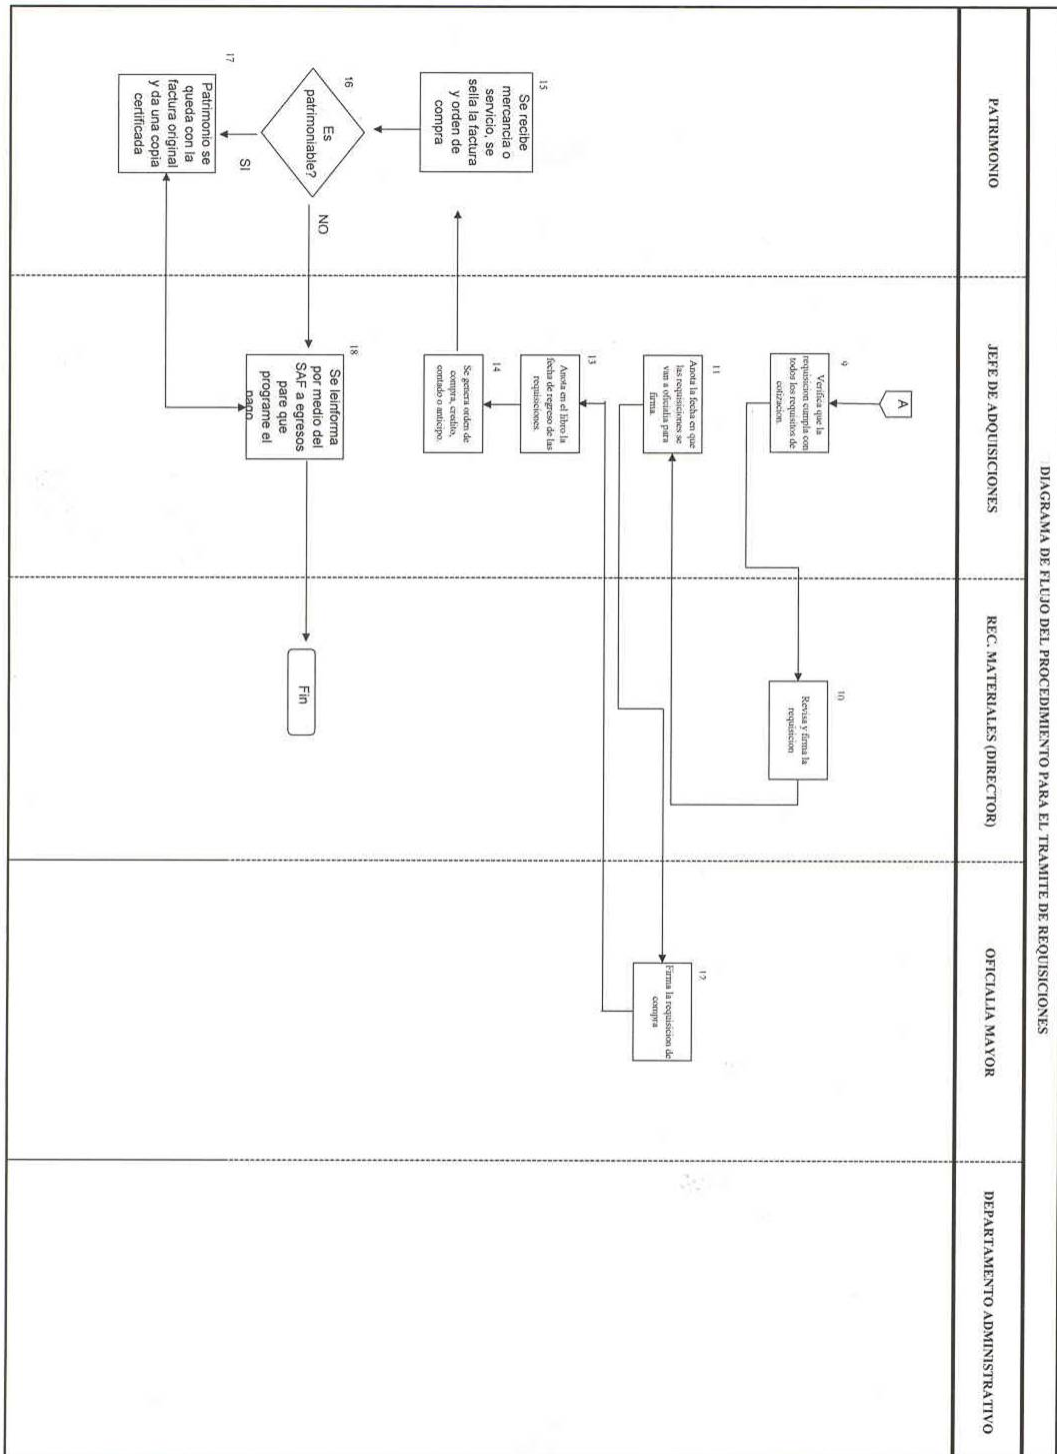 DIAGRAMA DE FLUJO DEL PROCEDIMIENTO PARA EL TRAMITE DE REQUISICIONES
PATRIMONIO
JEFE DE ADQUISICIONES
REC. MATERIALES (DIRECTOR)
OFICIALIA MAYOR
DEPARTAMENTO ADMINISTRATIVO
A
9
Verifica que la
requisicion cumpla con
todos los requisitos de
cotizacion.
10
Revisa y firma la
requisicion
11
Anota la fecha en que
las requisiciones se
van a oficialia para
firma.
12
Firma la requisicion de
compra
13
Anota en el libro la
fecha de regreso de las
requisiciones.
14
Se genera orden de
compra, credito,
contado o anticipo.
15
Se recibe
mercancia o
servicio, se
sella la factura
y orden de
compra
16
Es
patrimoniable?
SI
NO
17
Patrimonio se
queda con la
factura original
y da una copia
certificada
18
Se leinforma
por medio del
SAF a egresos
pare que
programe el
pago
Fin